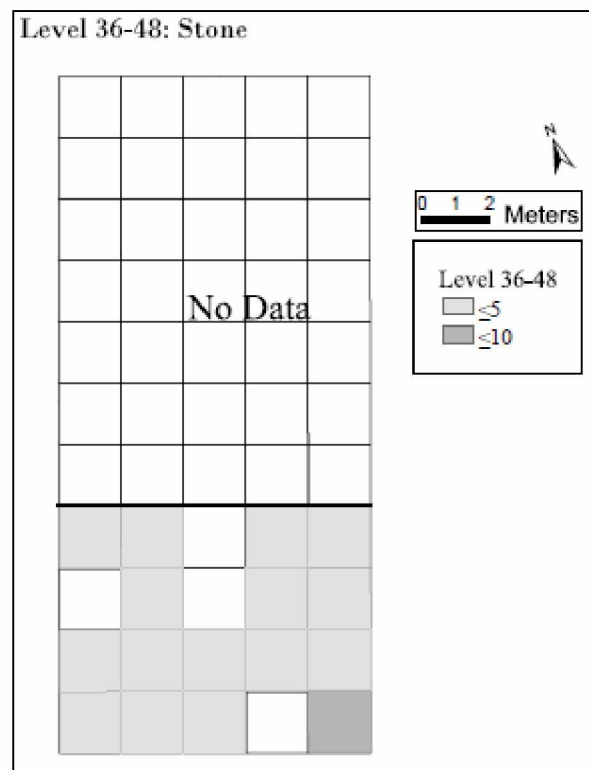 Level 36-48: Stone
N
0 1 2
Meters
No Data
Level 36-48
≤5
≤10